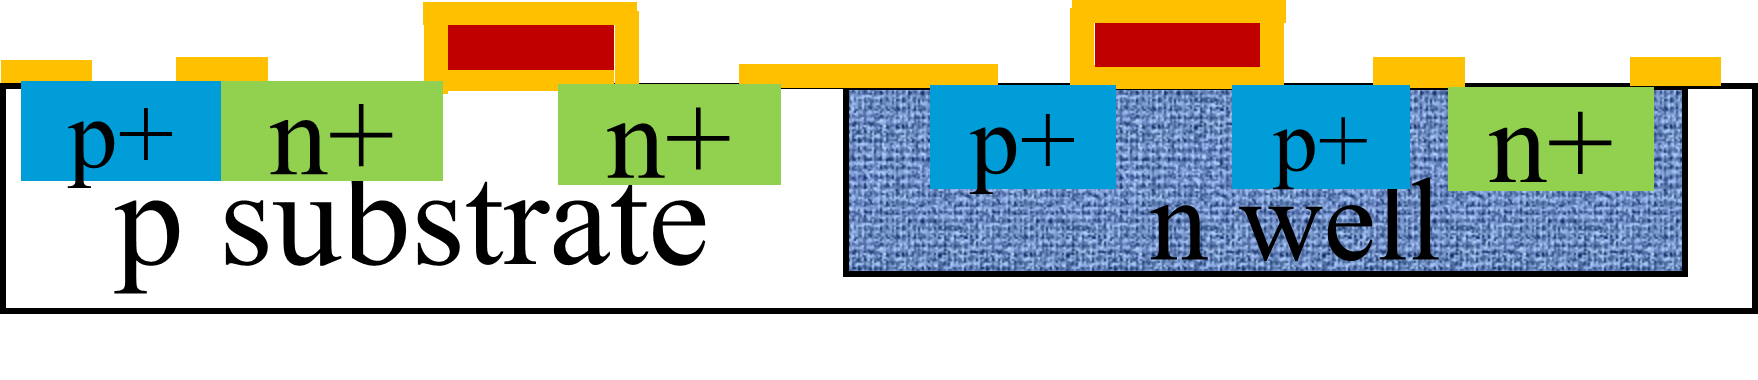 p+ n+ n+ p+ p+ n+
p substrate n well